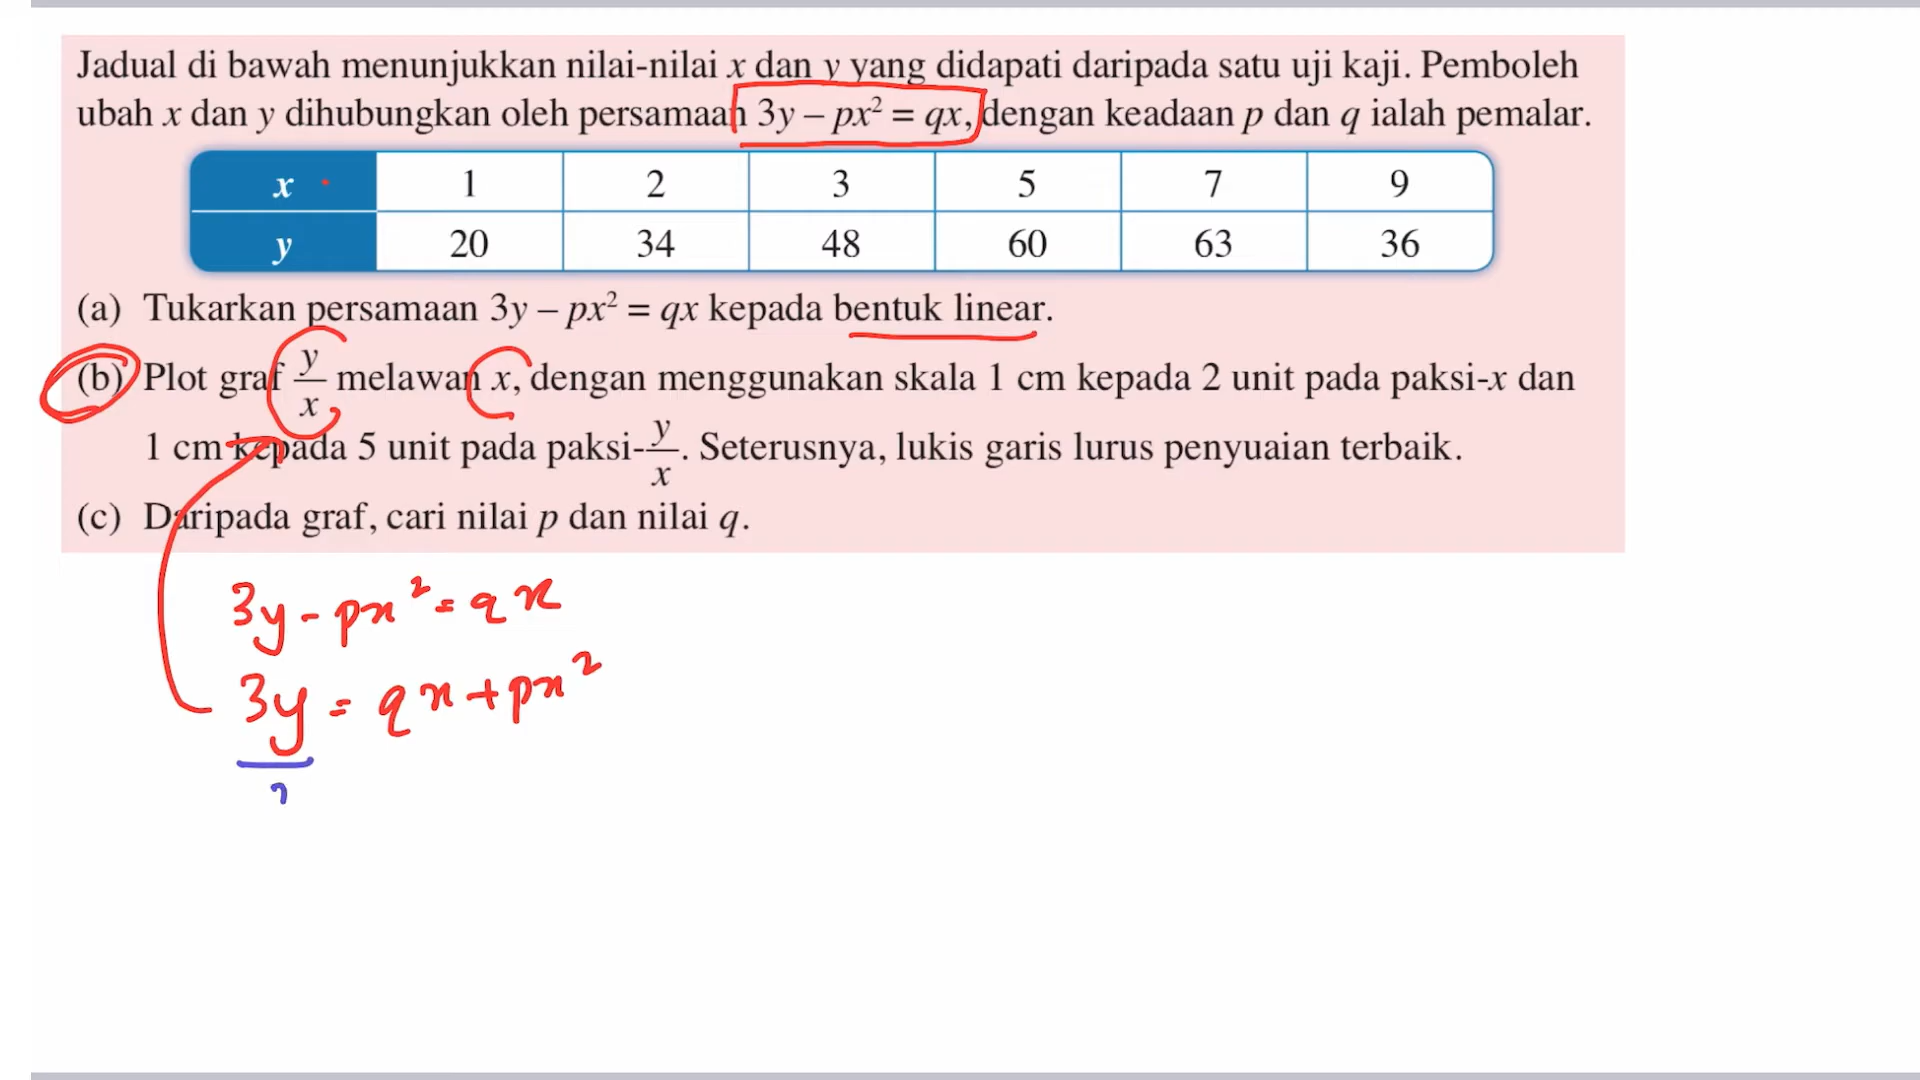 Jadual di bawah menunjukkan nilai-nilai x dan y yang didapati daripada satu uji kaji. Pemboleh
ubah x dan y dihubungkan oleh persamaan 3y – px² = qx, dengan keadaan p dan q ialah pemalar.
x 1 2 3 5 7 9
y 20 34 48 60 63 36
(a) Tukarkan persamaan 3y – px² = qx kepada bentuk linear.
(b) Plot graf y/x melawan x, dengan menggunakan skala 1 cm kepada 2 unit pada paksi-x dan
1 cm kepada 5 unit pada paksi-y/x. Seterusnya, lukis garis lurus penyuaian terbaik.
(c) Daripada graf, cari nilai p dan nilai q.
3y - px² = qx
3y = qx + px²